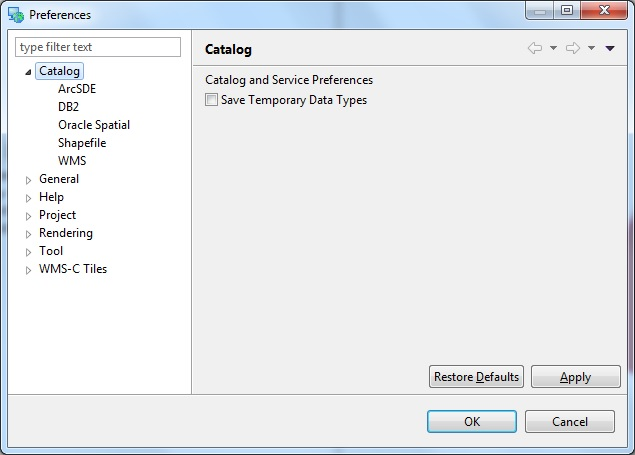 Preferences
type filter text
Catalog
ArcSDE
DB2
Oracle Spatial
Shapefile
WMS
General
Help
Project
Rendering
Tool
WMS-C Tiles
Catalog
Catalog and Service Preferences
Save Temporary Data Types
Restore Defaults
Apply
OK
Cancel